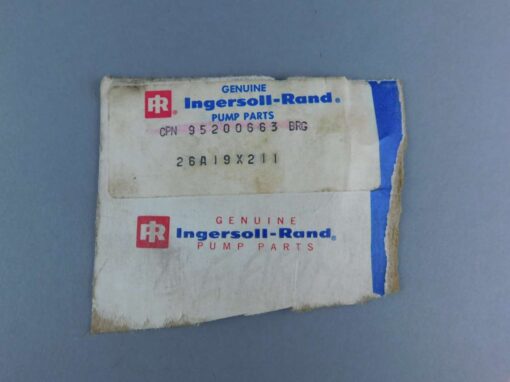 GENUINE
IR® Ingersoll-Rand®
PUMP PARTS
CPN 95200663 BRG
26A19X211
GENUINE
IR® Ingersoll-Rand®
PUMP PARTS